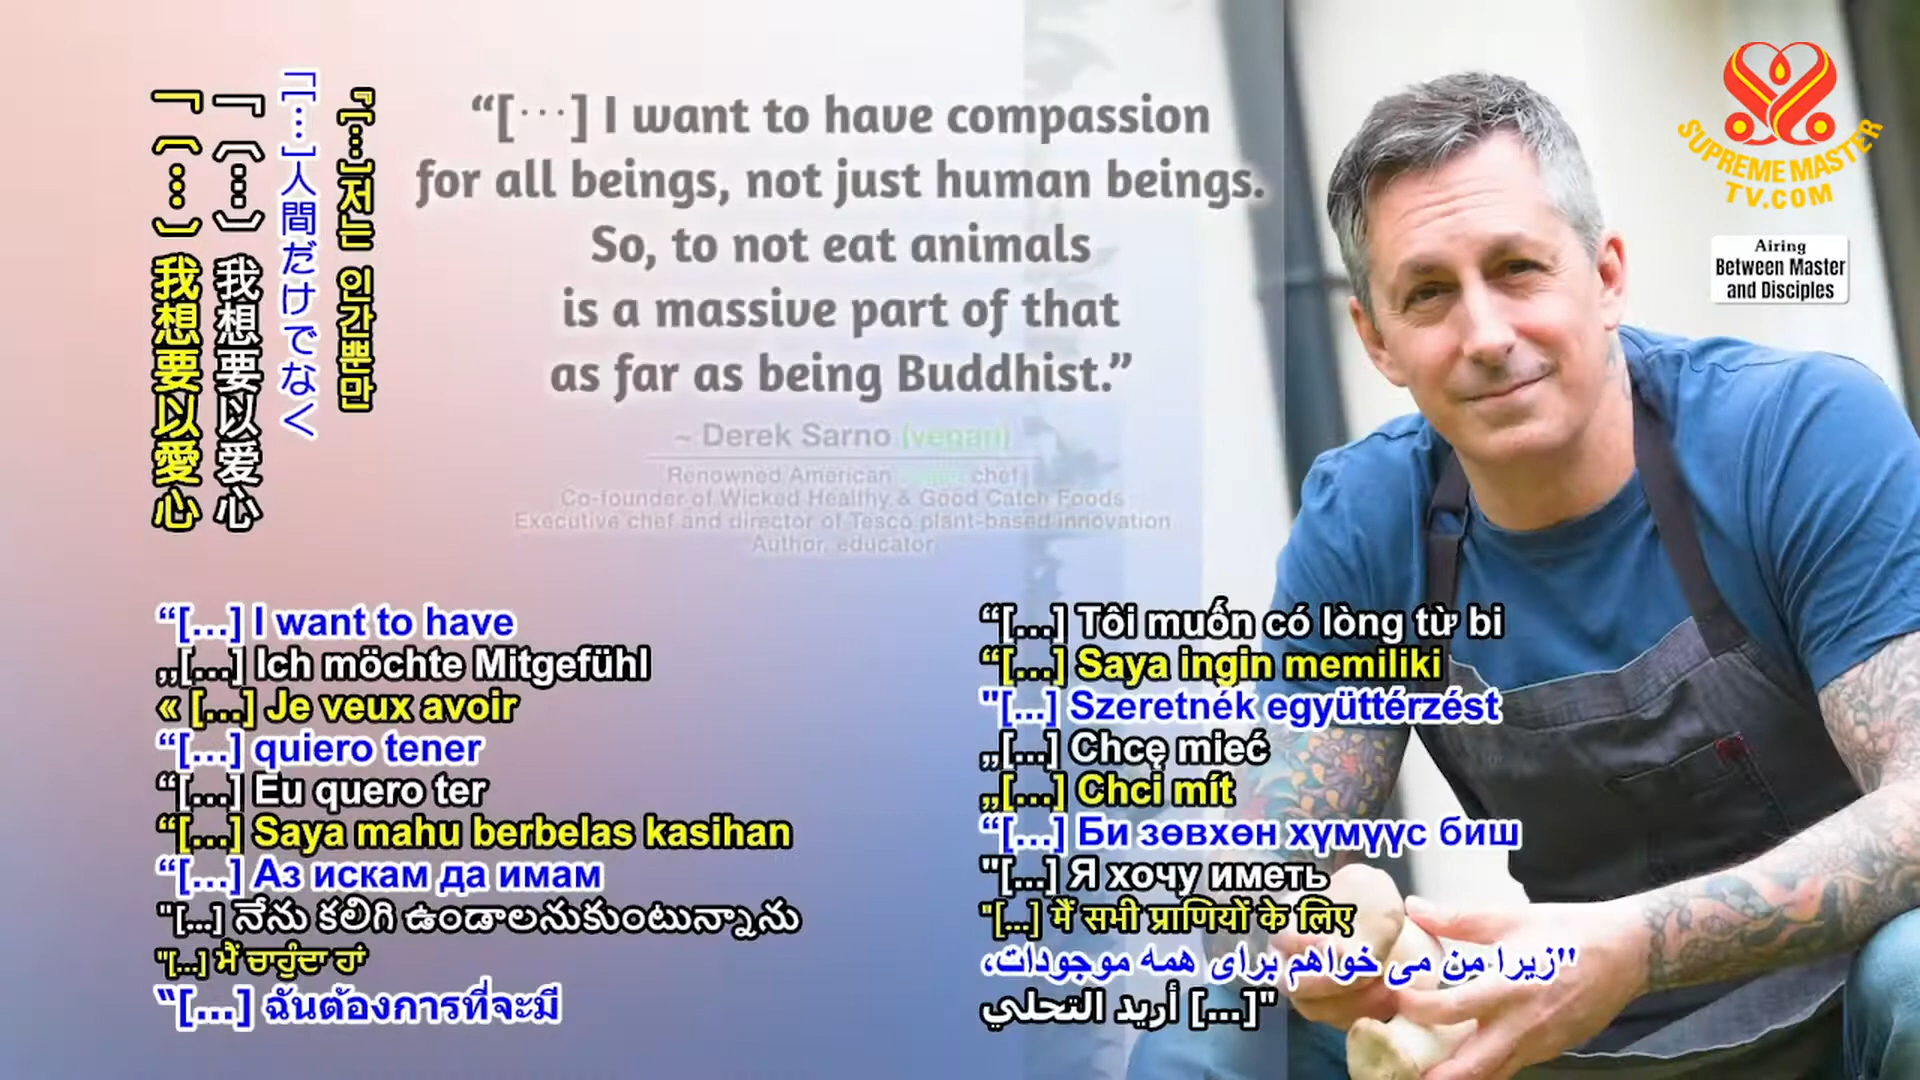 「﹝…﹞我想要以愛心
「﹝…﹞我想要以爱心
「[…]人間だけでなく
『[…]저는 인간뿐만
“[···] I want to have compassion
for all beings, not just human beings.
So, to not eat animals
is a massive part of that
as far as being Buddhist.”
~ Derek Sarno (vegan)
Renowned American vegan chef
Co-founder of Wicked Healthy & Good Catch Foods
Executive chef and director of Tesco plant-based innovation
Author, educator
SUPREME MASTER
TV.COM
Airing
Between Master
and Disciples
“[…] I want to have
„[…] Ich möchte Mitgefühl
« […] Je veux avoir
“[…] quiero tener
“[…] Eu quero ter
“[…] Saya mahu berbelas kasihan
“[…] Аз искам да имам
"[...] నేను కలిగి ఉండాలనుకుంటున్నాను
"[...] ਮੈਂ ਚਾਹੁੰਦਾ ਹਾਂ
“[…] ฉันต้องการที่จะมี
“[…] Tôi muốn có lòng từ bi
“[…] Saya ingin memiliki
"[…] Szeretnék együttérzést
„[…] Chcę mieć
„[…] Chci mít
“[…] Би зөвхөн хүмүүс биш
"[…] Я хочу иметь
"[...] मैं सभी प्राणियों के लिए
"زیرا من می خواهم برای همه موجودات،
"[…] أريد التحلي